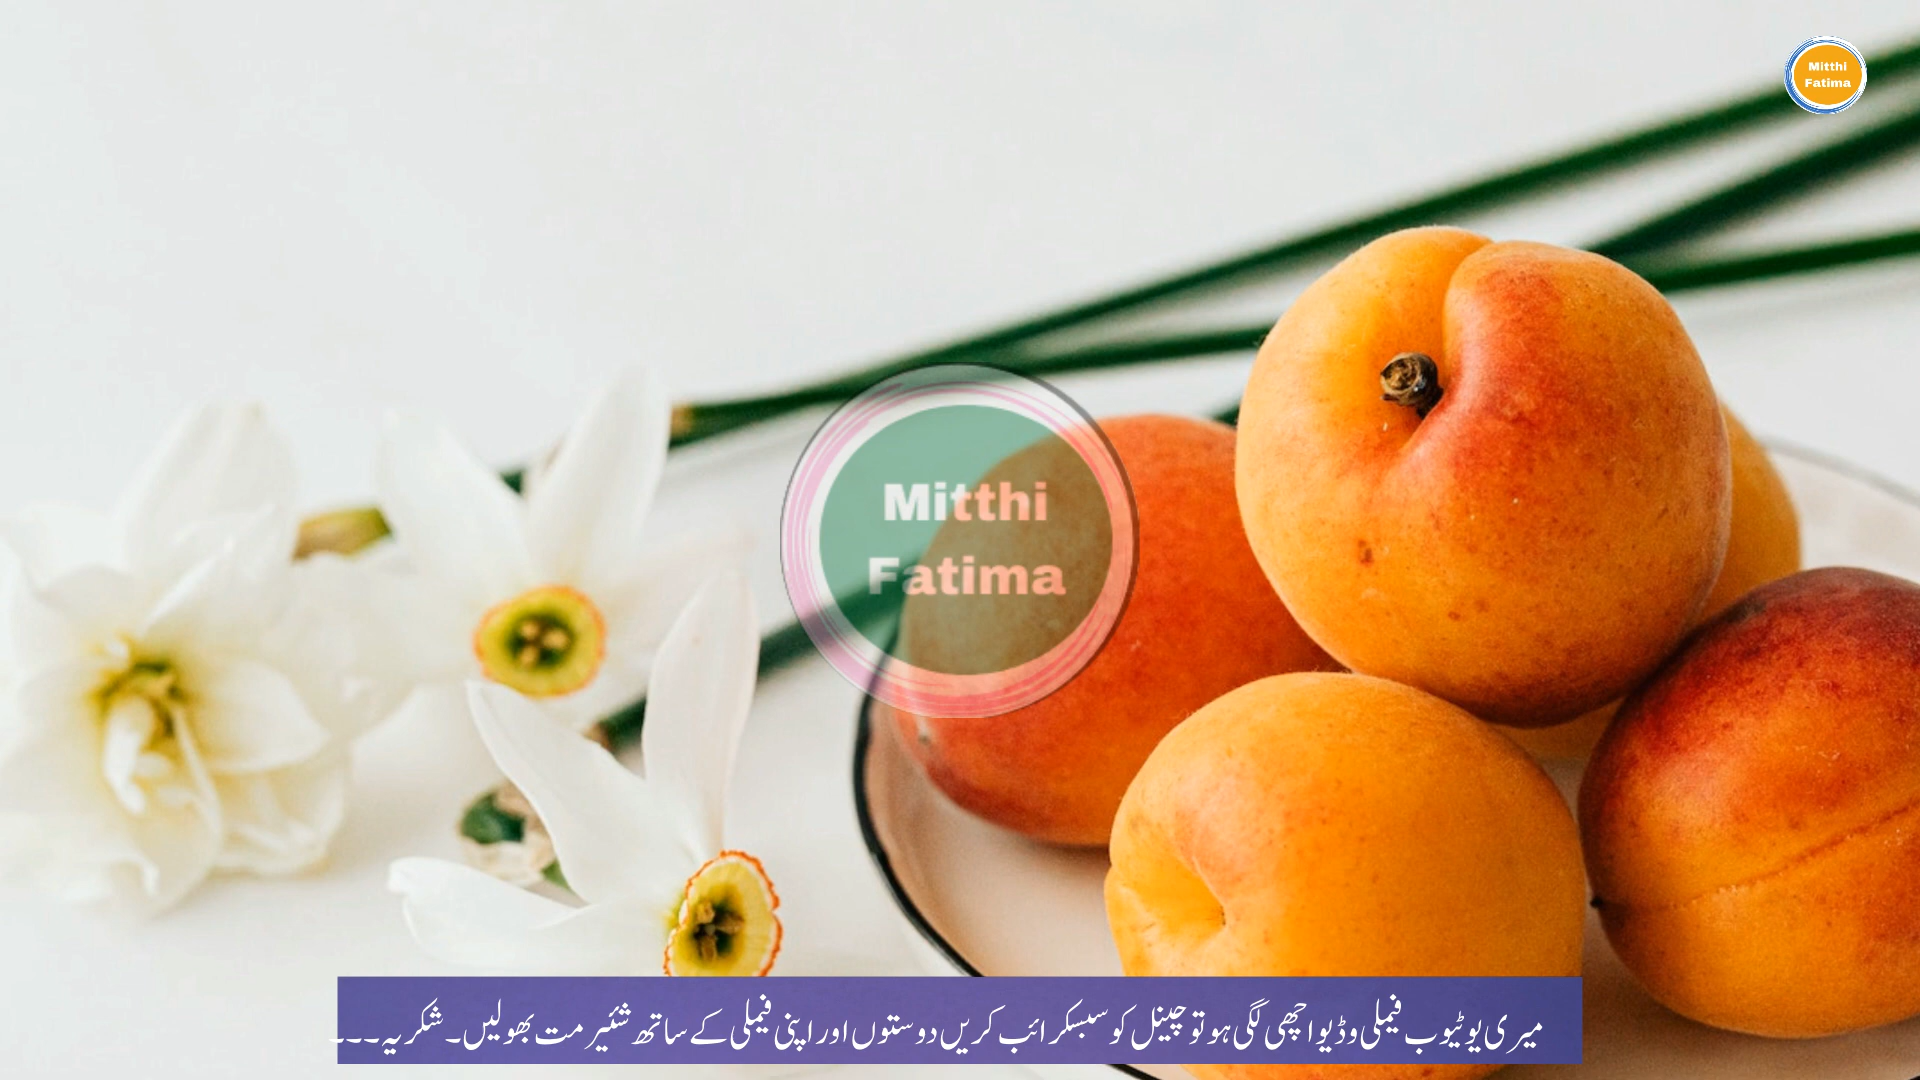 Mitthi
Fatima
Mitthi
Fatima
میری یوٹیوب فیملی وڈیو اچھی لگی ہو تو چینل کو سبسکرائب کریں دوستوں اور اپنی فیملی کے ساتھ شئیر مت بھولیں۔ شکریہ۔۔۔